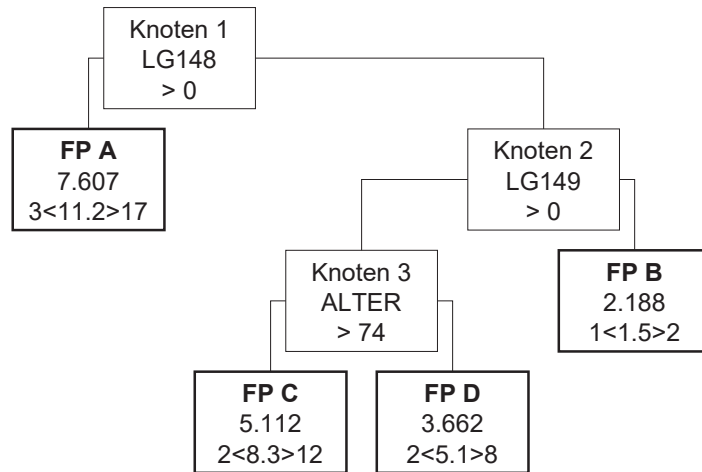 Knoten 1
LG148
> 0
FP A
7.607
3<11.2>17
Knoten 2
LG149
> 0
Knoten 3
ALTER
> 74
FP B
2.188
1<1.5>2
FP C
5.112
2<8.3>12
FP D
3.662
2<5.1>8